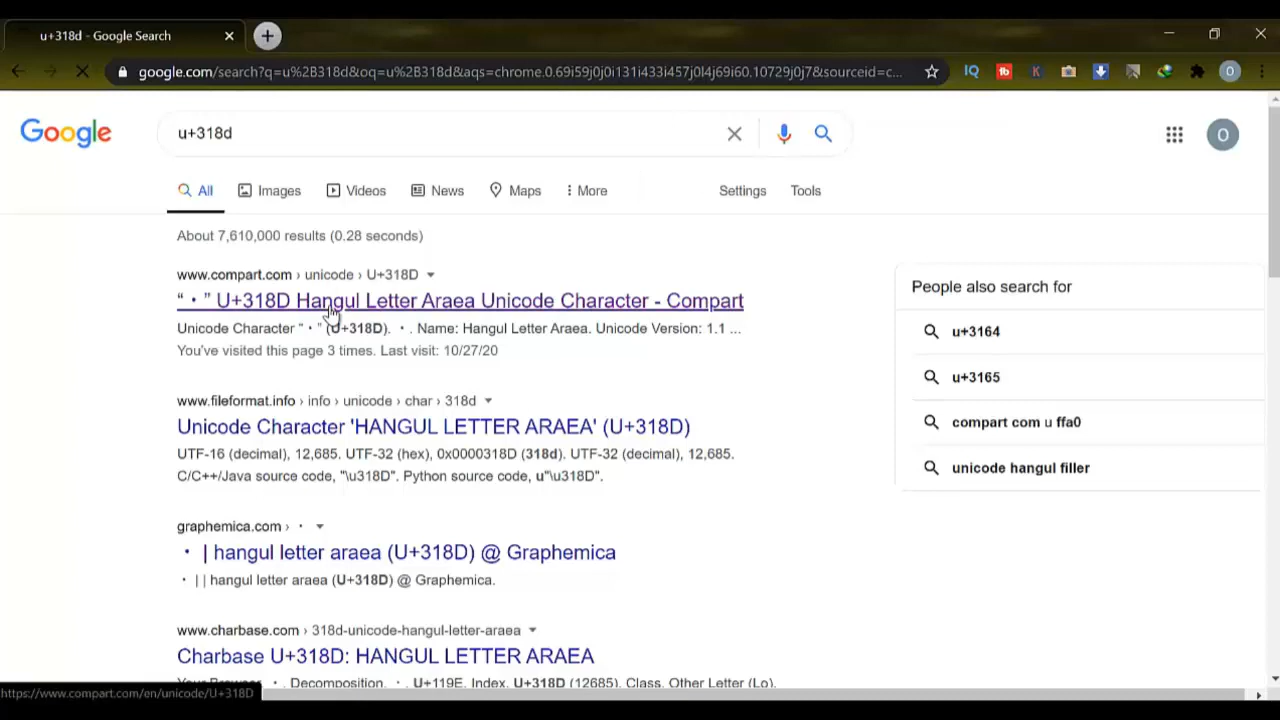 u+318d - Google Search
google.com/search?q=u%2B318d&oq=u%2B318d&aqs=chrome.0.69i59j0j0i131i433i457j0l4j69i60.10729j0j7&sourceid=c...
Google
u+318d
O
All
Images
Videos
News
Maps
More
Settings
Tools
About 7,610,000 results (0.28 seconds)
www.compart.com › unicode › U+318D
“ㆍ” U+318D Hangul Letter Araea Unicode Character - Compart
Unicode Character “ㆍ” (U+318D). ㆍ. Name: Hangul Letter Araea. Unicode Version: 1.1 ...
You've visited this page 3 times. Last visit: 10/27/20
www.fileformat.info › info › unicode › char › 318d
Unicode Character 'HANGUL LETTER ARAEA' (U+318D)
UTF-16 (decimal), 12,685. UTF-32 (hex), 0x0000318D (318d). UTF-32 (decimal), 12,685.
C/C++/Java source code, "\u318D". Python source code, u"\u318D".
graphemica.com › ㆍ
ㆍ | hangul letter araea (U+318D) @ Graphemica
ㆍ | | hangul letter araea (U+318D) @ Graphemica.
www.charbase.com › 318d-unicode-hangul-letter-araea
Charbase U+318D: HANGUL LETTER ARAEA
Your Browser, ㆍ. Decomposition, ㆍ. U+119E. Index, U+318D (12685). Class, Other Letter (Lo).
People also search for
u+3164
u+3165
compart com u ffa0
unicode hangul filler
https://www.compart.com/en/unicode/U+318D